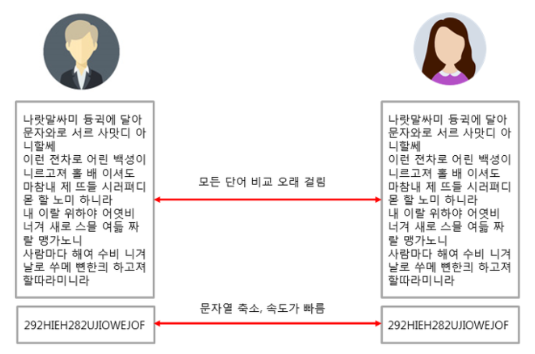 나랏말싸미 듕귁에 달아
문자와로 서르 사맛디 아
니할쎄
이런 전차로 어린 백셩이
니르고져 홀 배 이셔도
마참내 제 뜨들 시러펴디
몯 할 노미 하니라
내 이랄 위하야 어엿비
너겨 새로 스믈 여듧 짜
랄 맹가노니
사람마다 해여 수비 니겨
날로 쑤메 뼌한킈 하고져
할따라미니라
292HIEH282UJIOWEJOF
모든 단어 비교 오래 걸림
문자열 축소, 속도가 빠름
나랏말싸미 듕귁에 달아
문자와로 서르 사맛디 아
니할쎄
이런 전차로 어린 백셩이
니르고져 홀 배 이셔도
마참내 제 뜨들 시러펴디
몯 할 노미 하니라
내 이랄 위하야 어엿비
너겨 새로 스믈 여듧 짜
랄 맹가노니
사람마다 해여 수비 니겨
날로 쑤메 뼌한킈 하고져
할따라미니라
292HIEH282UJIOWEJOF